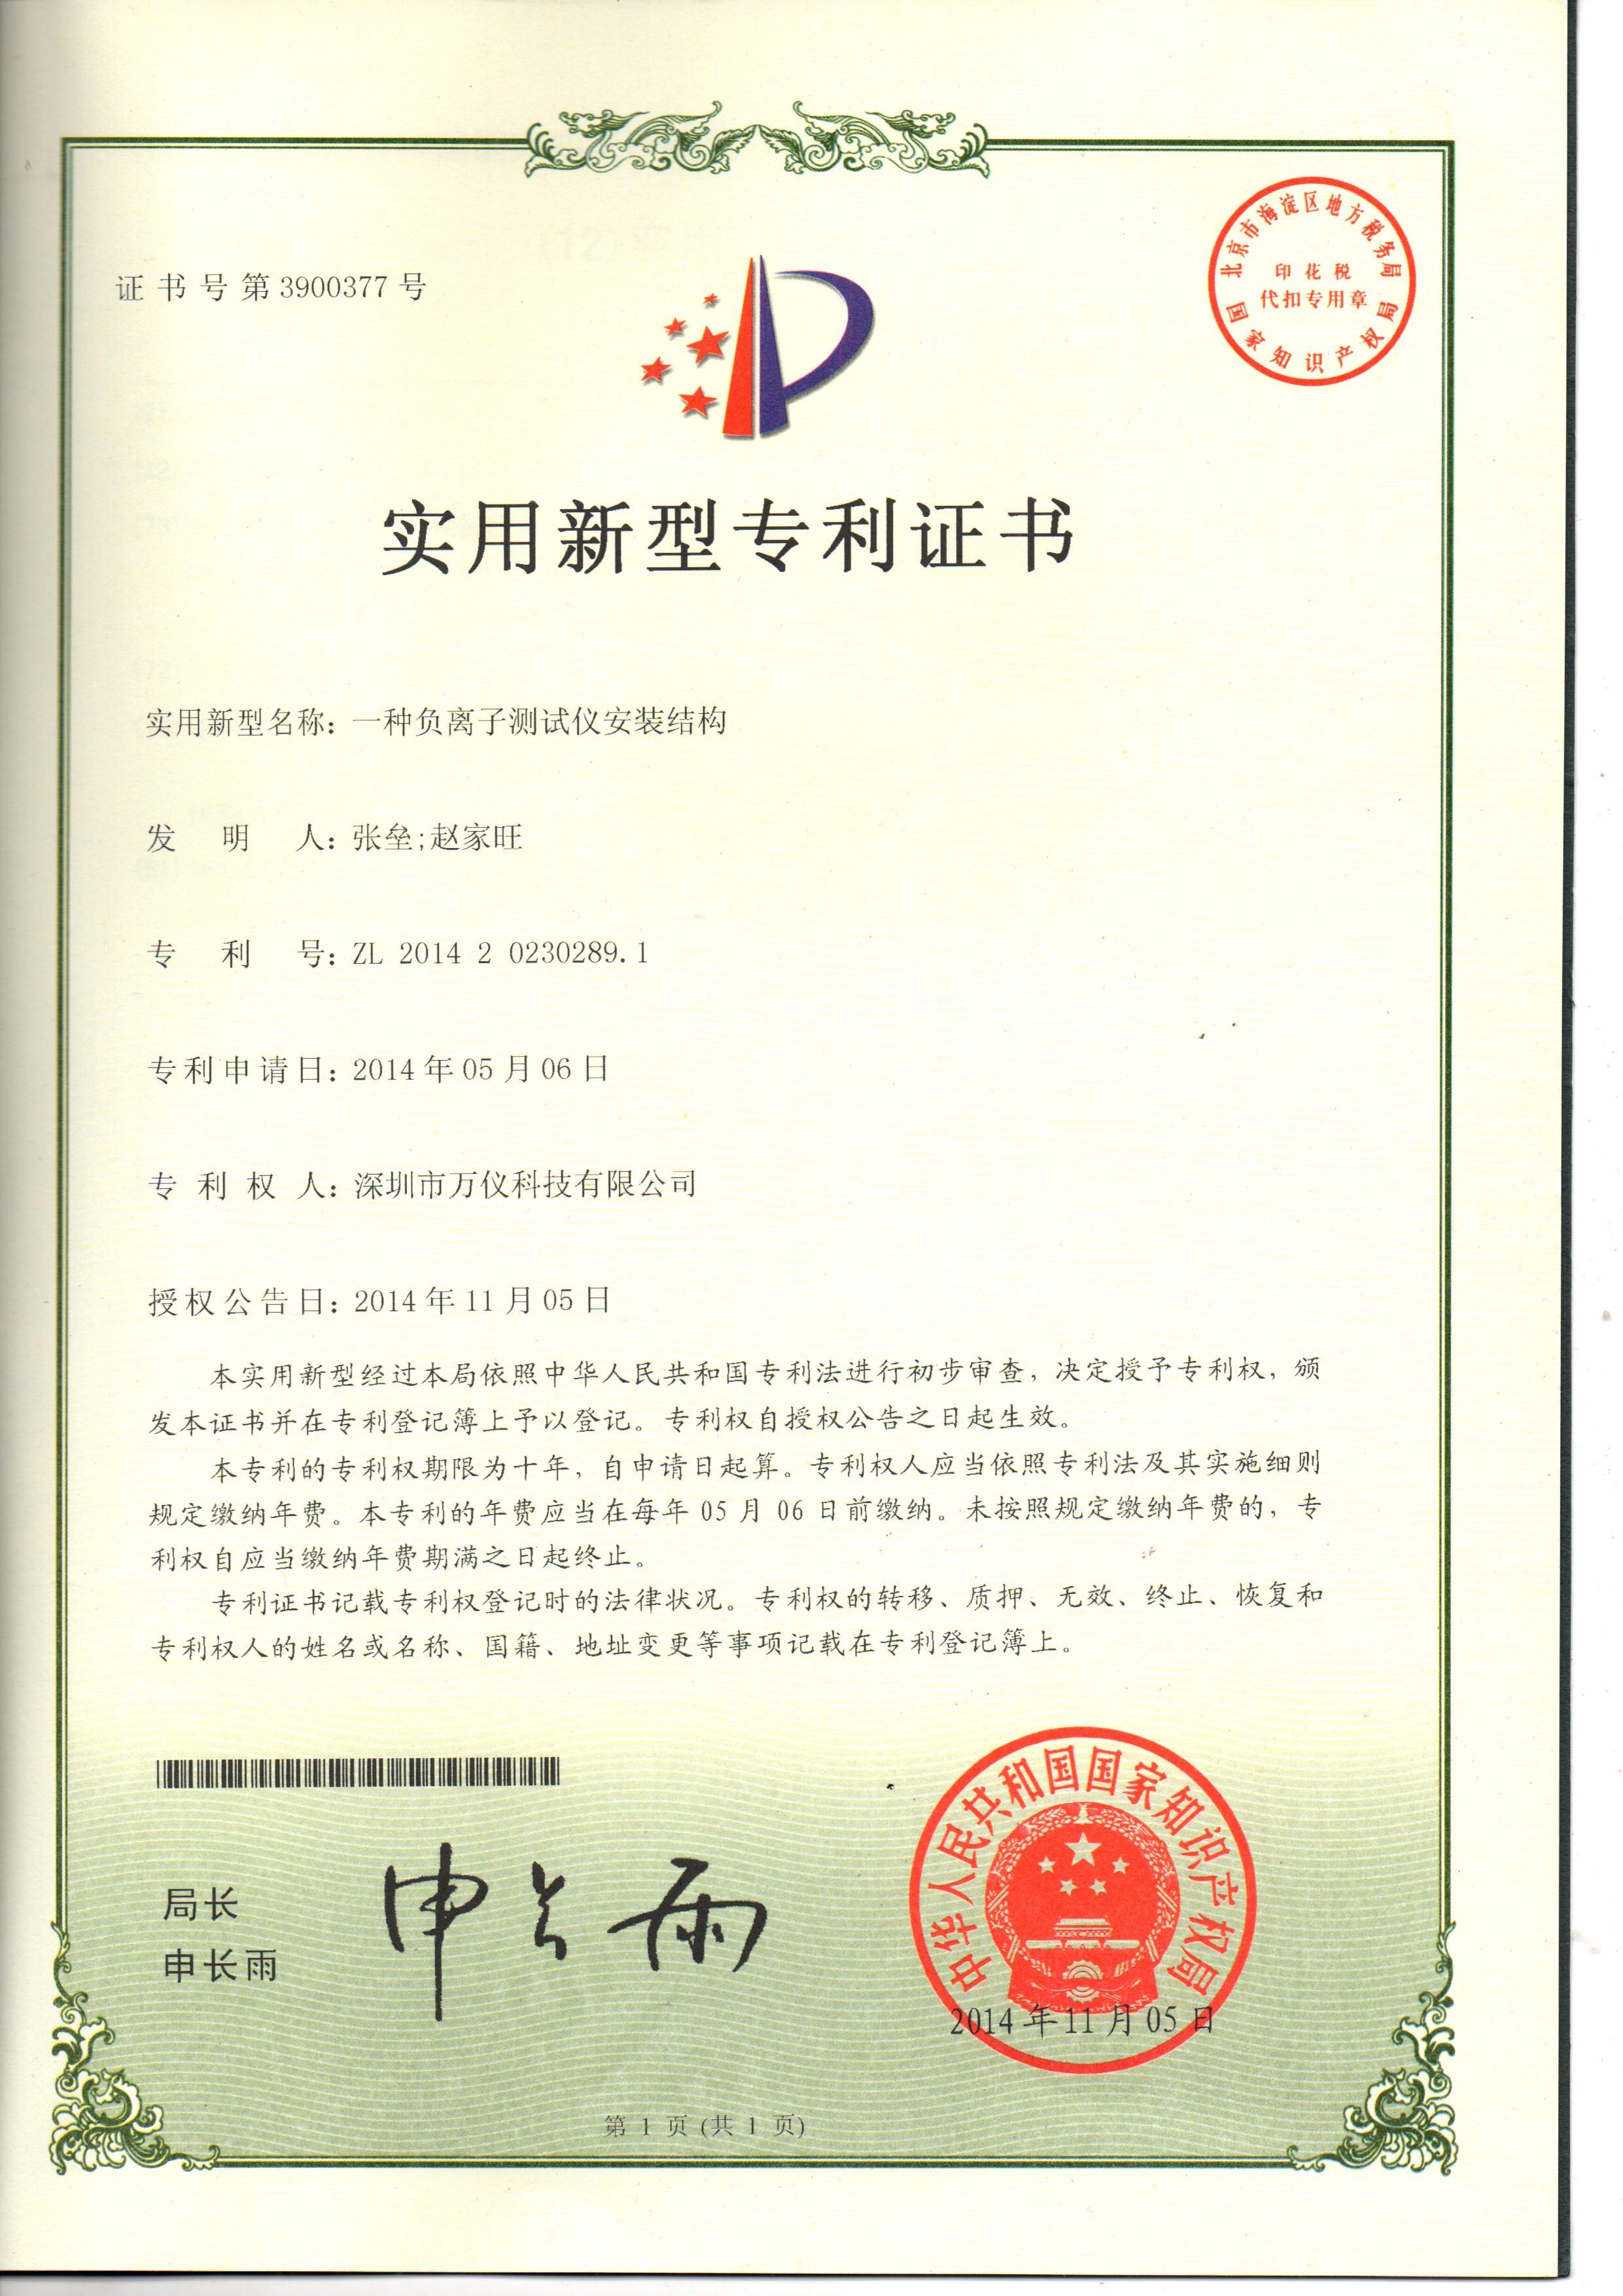 证书号第3900377号
北京市海淀区地方税务局
印花税
代扣专用章
国家知识产权局
实用新型专利证书
实用新型名称：一种负离子测试仪安装结构
发明人：张垒;赵家旺
专利号：ZL 2014 2 0230289.1
专利申请日：2014年05月06日
专利权人：深圳市万仪科技有限公司
授权公告日：2014年11月05日
本实用新型经过本局依照中华人民共和国专利法进行初步审查，决定授予专利权，颁
发本证书并在专利登记簿上予以登记。专利权自授权公告之日起生效。
本专利的专利权期限为十年，自申请日起算。专利权人应当依照专利法及其实施细则
规定缴纳年费。本专利的年费应当在每年05月06日前缴纳。未按照规定缴纳年费的，专
利权自应当缴纳年费期满之日起终止。
专利证书记载专利权登记时的法律状况。专利权的转移、质押、无效、终止、恢复和
专利权人的姓名或名称、国籍、地址变更等事项记载在专利登记簿上。
局长
申长雨
申长雨
中华人民共和国国家知识产权局
2014年11月05日
第 1 页 (共 1 页)